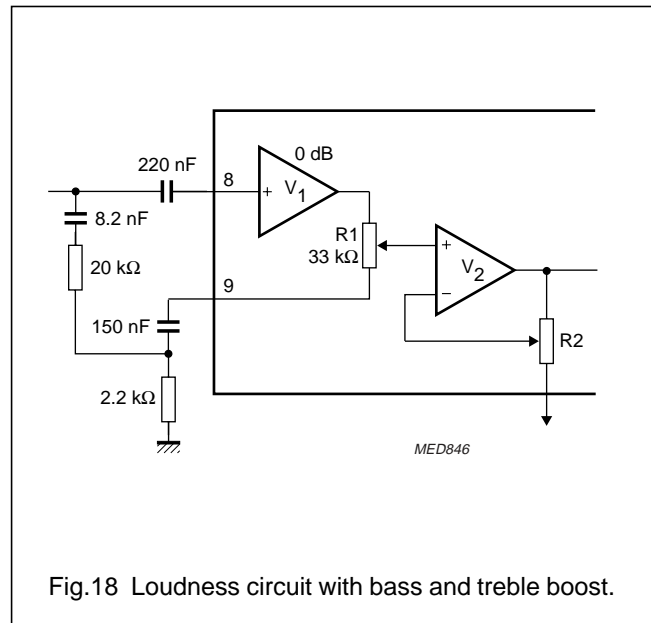 0 dB
220 nF
8
+
V1
8.2 nF
R1
33 kΩ
+
V2
−
20 kΩ
9
150 nF
R2
2.2 kΩ
MED846
Fig.18 Loudness circuit with bass and treble boost.